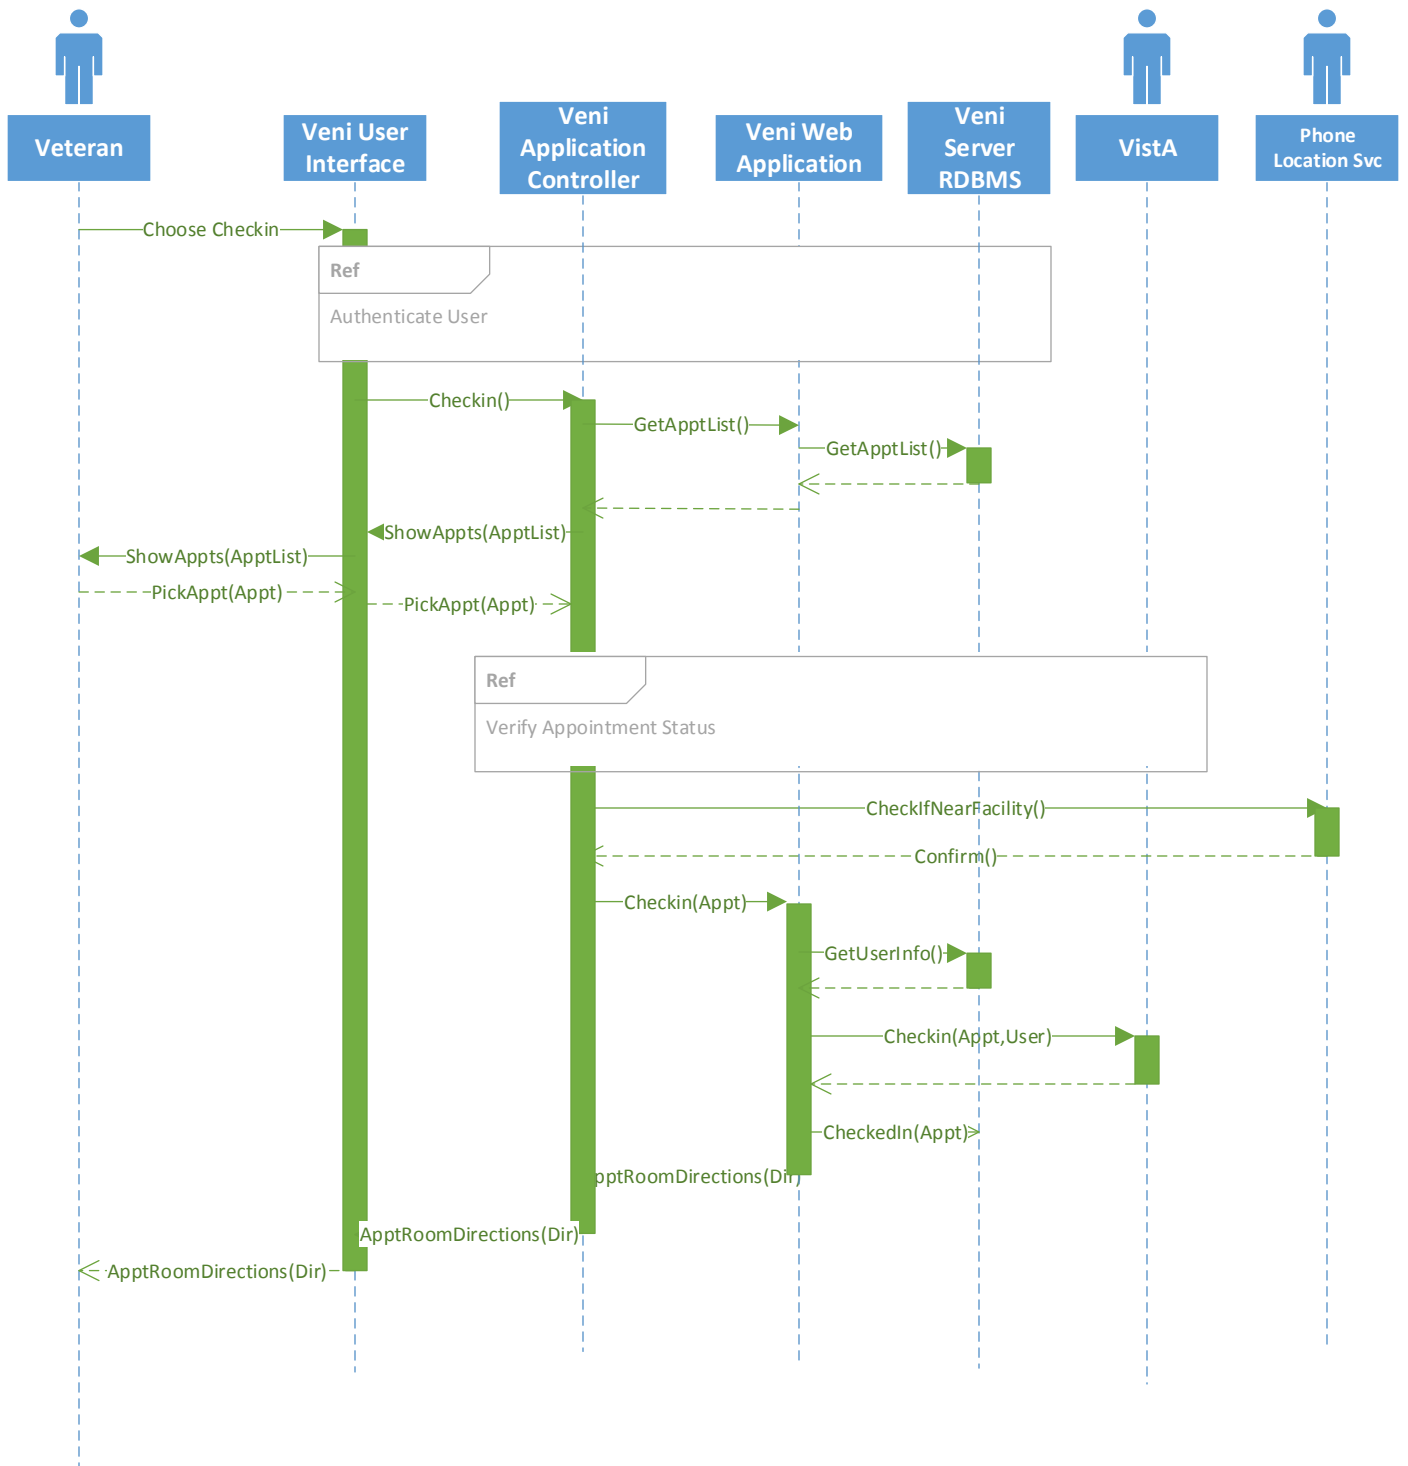 Veteran
Veni User
Interface
Veni
Application
Controller
Veni Web
Application
Veni
Server
RDBMS
VistA
Phone
Location Svc
Choose Checkin
Ref
Authenticate User
Checkin()
GetApptList()
GetApptList()
ShowAppts(ApptList)
ShowAppts(ApptList)
PickAppt(Appt)
PickAppt(Appt)
Ref
Verify Appointment Status
CheckIfNearFacility()
Confirm()
Checkin(Appt)
GetUserInfo()
Checkin(Appt,User)
CheckedIn(Appt)
pptRoomDirections(Dir)
ApptRoomDirections(Dir)
ApptRoomDirections(Dir)